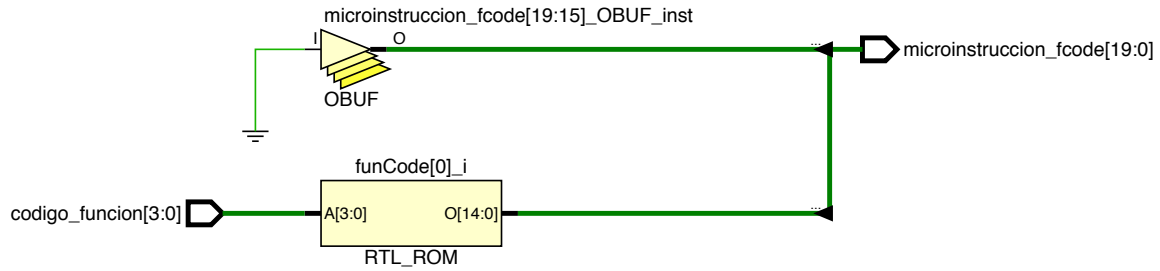 microinstruccion_fcode[19:15]_OBUF_inst
I
O
...
microinstruccion_fcode[19:0]
OBUF
funCode[0]_i
codigo_funcion[3:0]
A[3:0]
O[14:0]
...
RTL_ROM